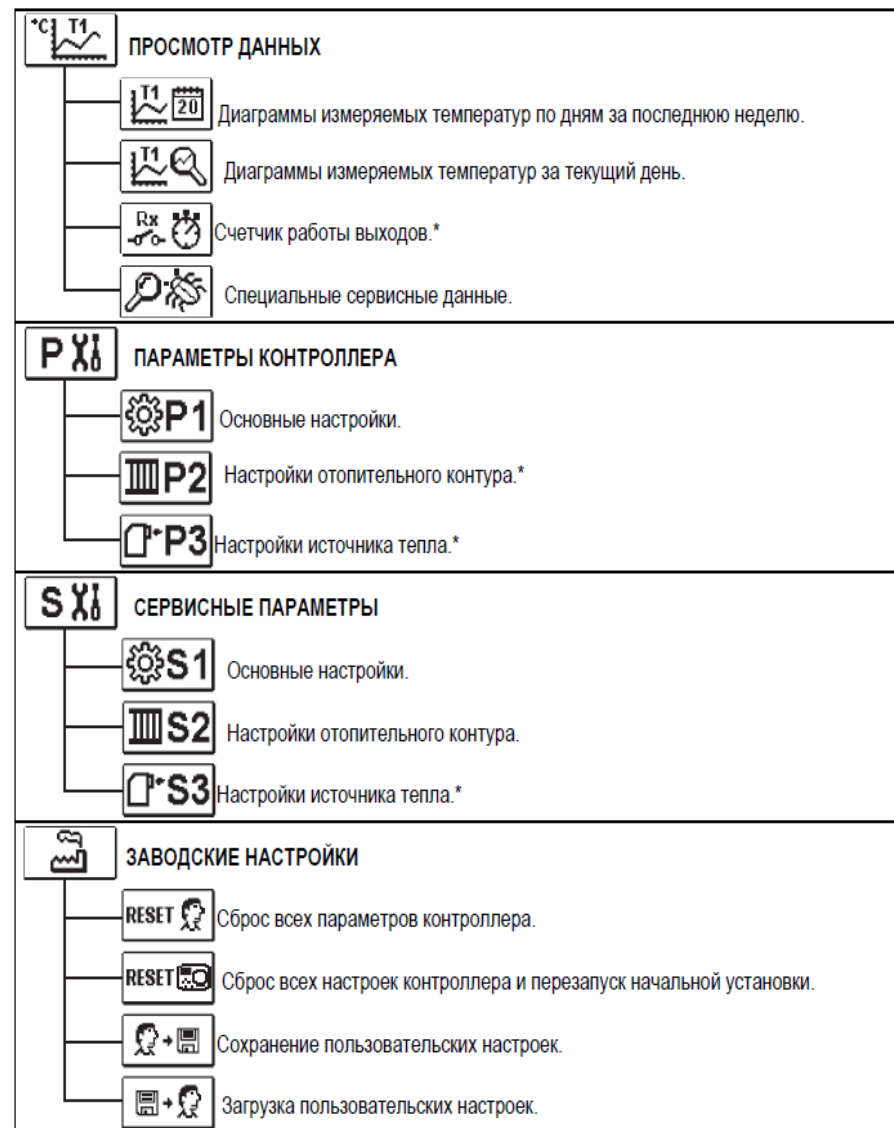 °C T1
ПРОСМОТР ДАННЫХ
T1 20 Диаграммы измеряемых температур по дням за последнюю неделю.
T1 Диаграммы измеряемых температур за текущий день.
Rx Счетчик работы выходов.*
Специальные сервисные данные.
P ПАРАМЕТРЫ КОНТРОЛЛЕРА
P1 Основные настройки.
P2 Настройки отопительного контура.*
P3 Настройки источника тепла.*
S СЕРВИСНЫЕ ПАРАМЕТРЫ
S1 Основные настройки.
S2 Настройки отопительного контура.
S3 Настройки источника тепла.*
ЗАВОДСКИЕ НАСТРОЙКИ
RESET Сброс всех параметров контроллера.
RESET Сброс всех настроек контроллера и перезапуск начальной установки.
Сохранение пользовательских настроек.
Загрузка пользовательских настроек.